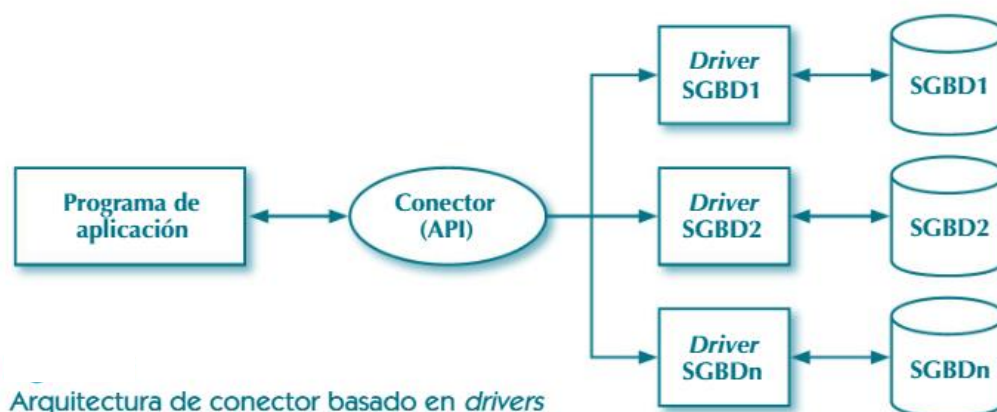 Driver
SGBD1
SGBD1
Programa de
aplicación
Conector
(API)
Driver
SGBD2
SGBD2
Driver
SGBDn
SGBDn
Arquitectura de conector basado en drivers